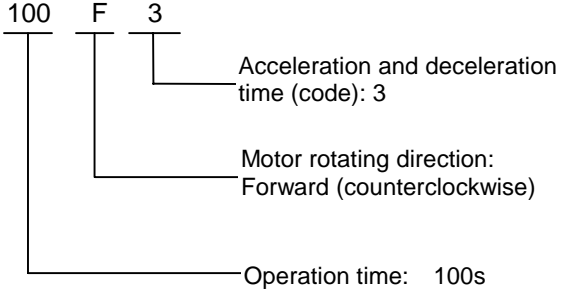 100 F 3
Acceleration and deceleration
time (code): 3
Motor rotating direction:
Forward (counterclockwise)
Operation time: 100s